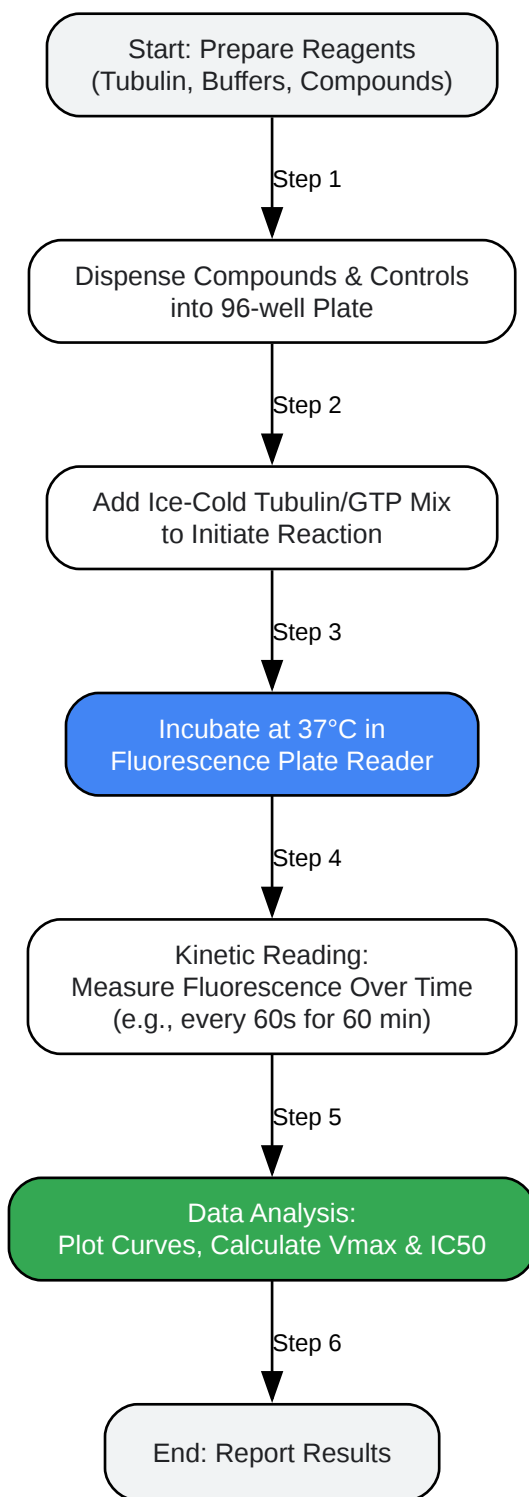 Start: Prepare Reagents
(Tubulin, Buffers, Compounds)
Step 1
Dispense Compounds & Controls
into 96-well Plate
Step 2
Add Ice-Cold Tubulin/GTP Mix
to Initiate Reaction
Step 3
Incubate at 37°C in
Fluorescence Plate Reader
Step 4
Kinetic Reading:
Measure Fluorescence Over Time
(e.g., every 60s for 60 min)
Step 5
Data Analysis:
Plot Curves, Calculate Vmax & IC50
Step 6
End: Report Results